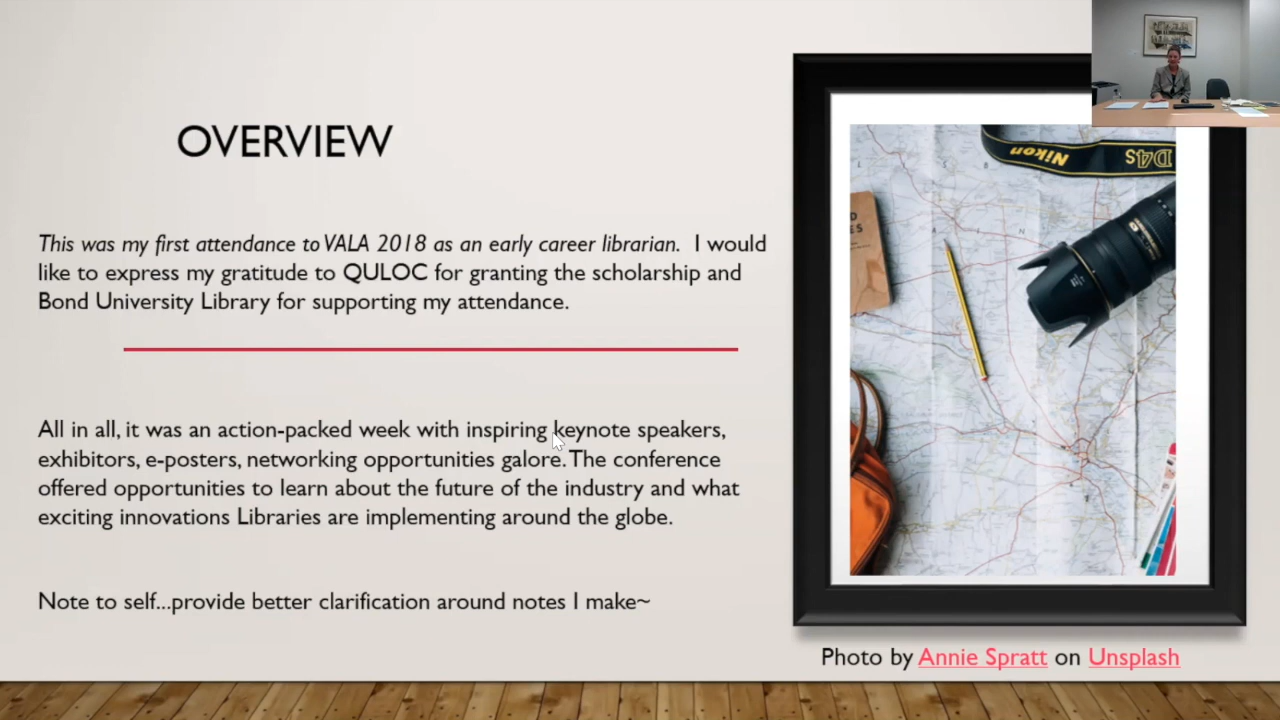 OVERVIEW
This was my first attendance to VALA 2018 as an early career librarian. I would
like to express my gratitude to QULOC for granting the scholarship and
Bond University Library for supporting my attendance.
All in all, it was an action-packed week with inspiring keynote speakers,
exhibitors, e-posters, networking opportunities galore. The conference
offered opportunities to learn about the future of the industry and what
exciting innovations Libraries are implementing around the globe.
Note to self...provide better clarification around notes I make~
Nikon
D4s
Photo by Annie Spratt on Unsplash